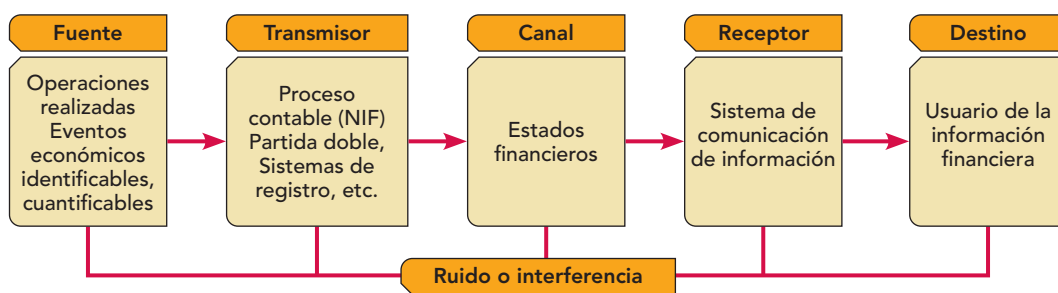 Fuente
Operaciones
realizadas
Eventos
económicos
identificables,
cuantificables
Transmisor
Proceso
contable (NIF)
Partida doble,
Sistemas de
registro, etc.
Canal
Estados
financieros
Receptor
Sistema de
comunicación
de información
Destino
Usuario de la
información
financiera
Ruido o interferencia